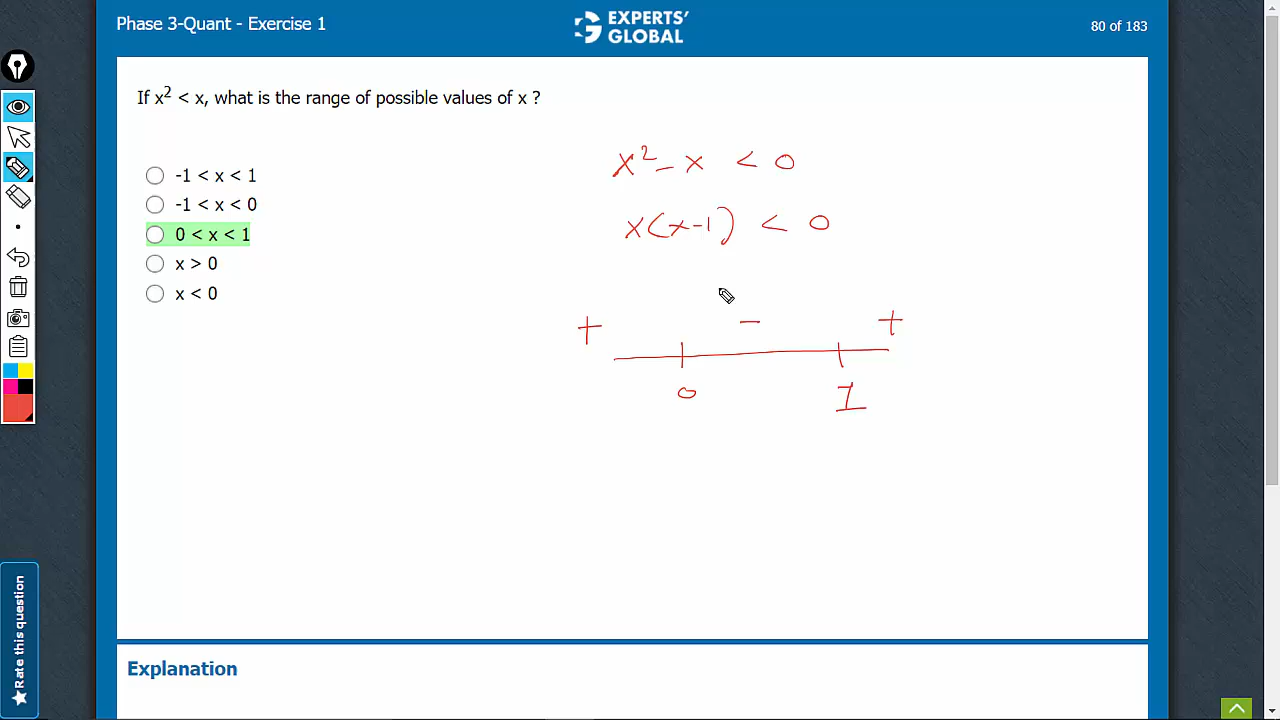 Phase 3-Quant - Exercise 1
EXPERTS'
GLOBAL
80 of 183
If x² < x, what is the range of possible values of x ?
-1 < x < 1
-1 < x < 0
0 < x < 1
x > 0
x < 0
x² - x < 0
x(x-1) < 0
+ - +
0 1
Rate this question
Explanation